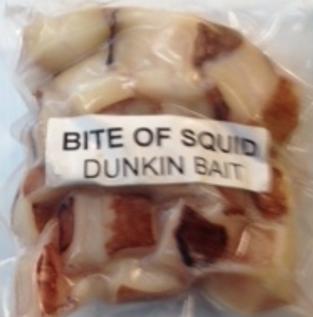 BITE OF SQUID
DUNKIN BAIT